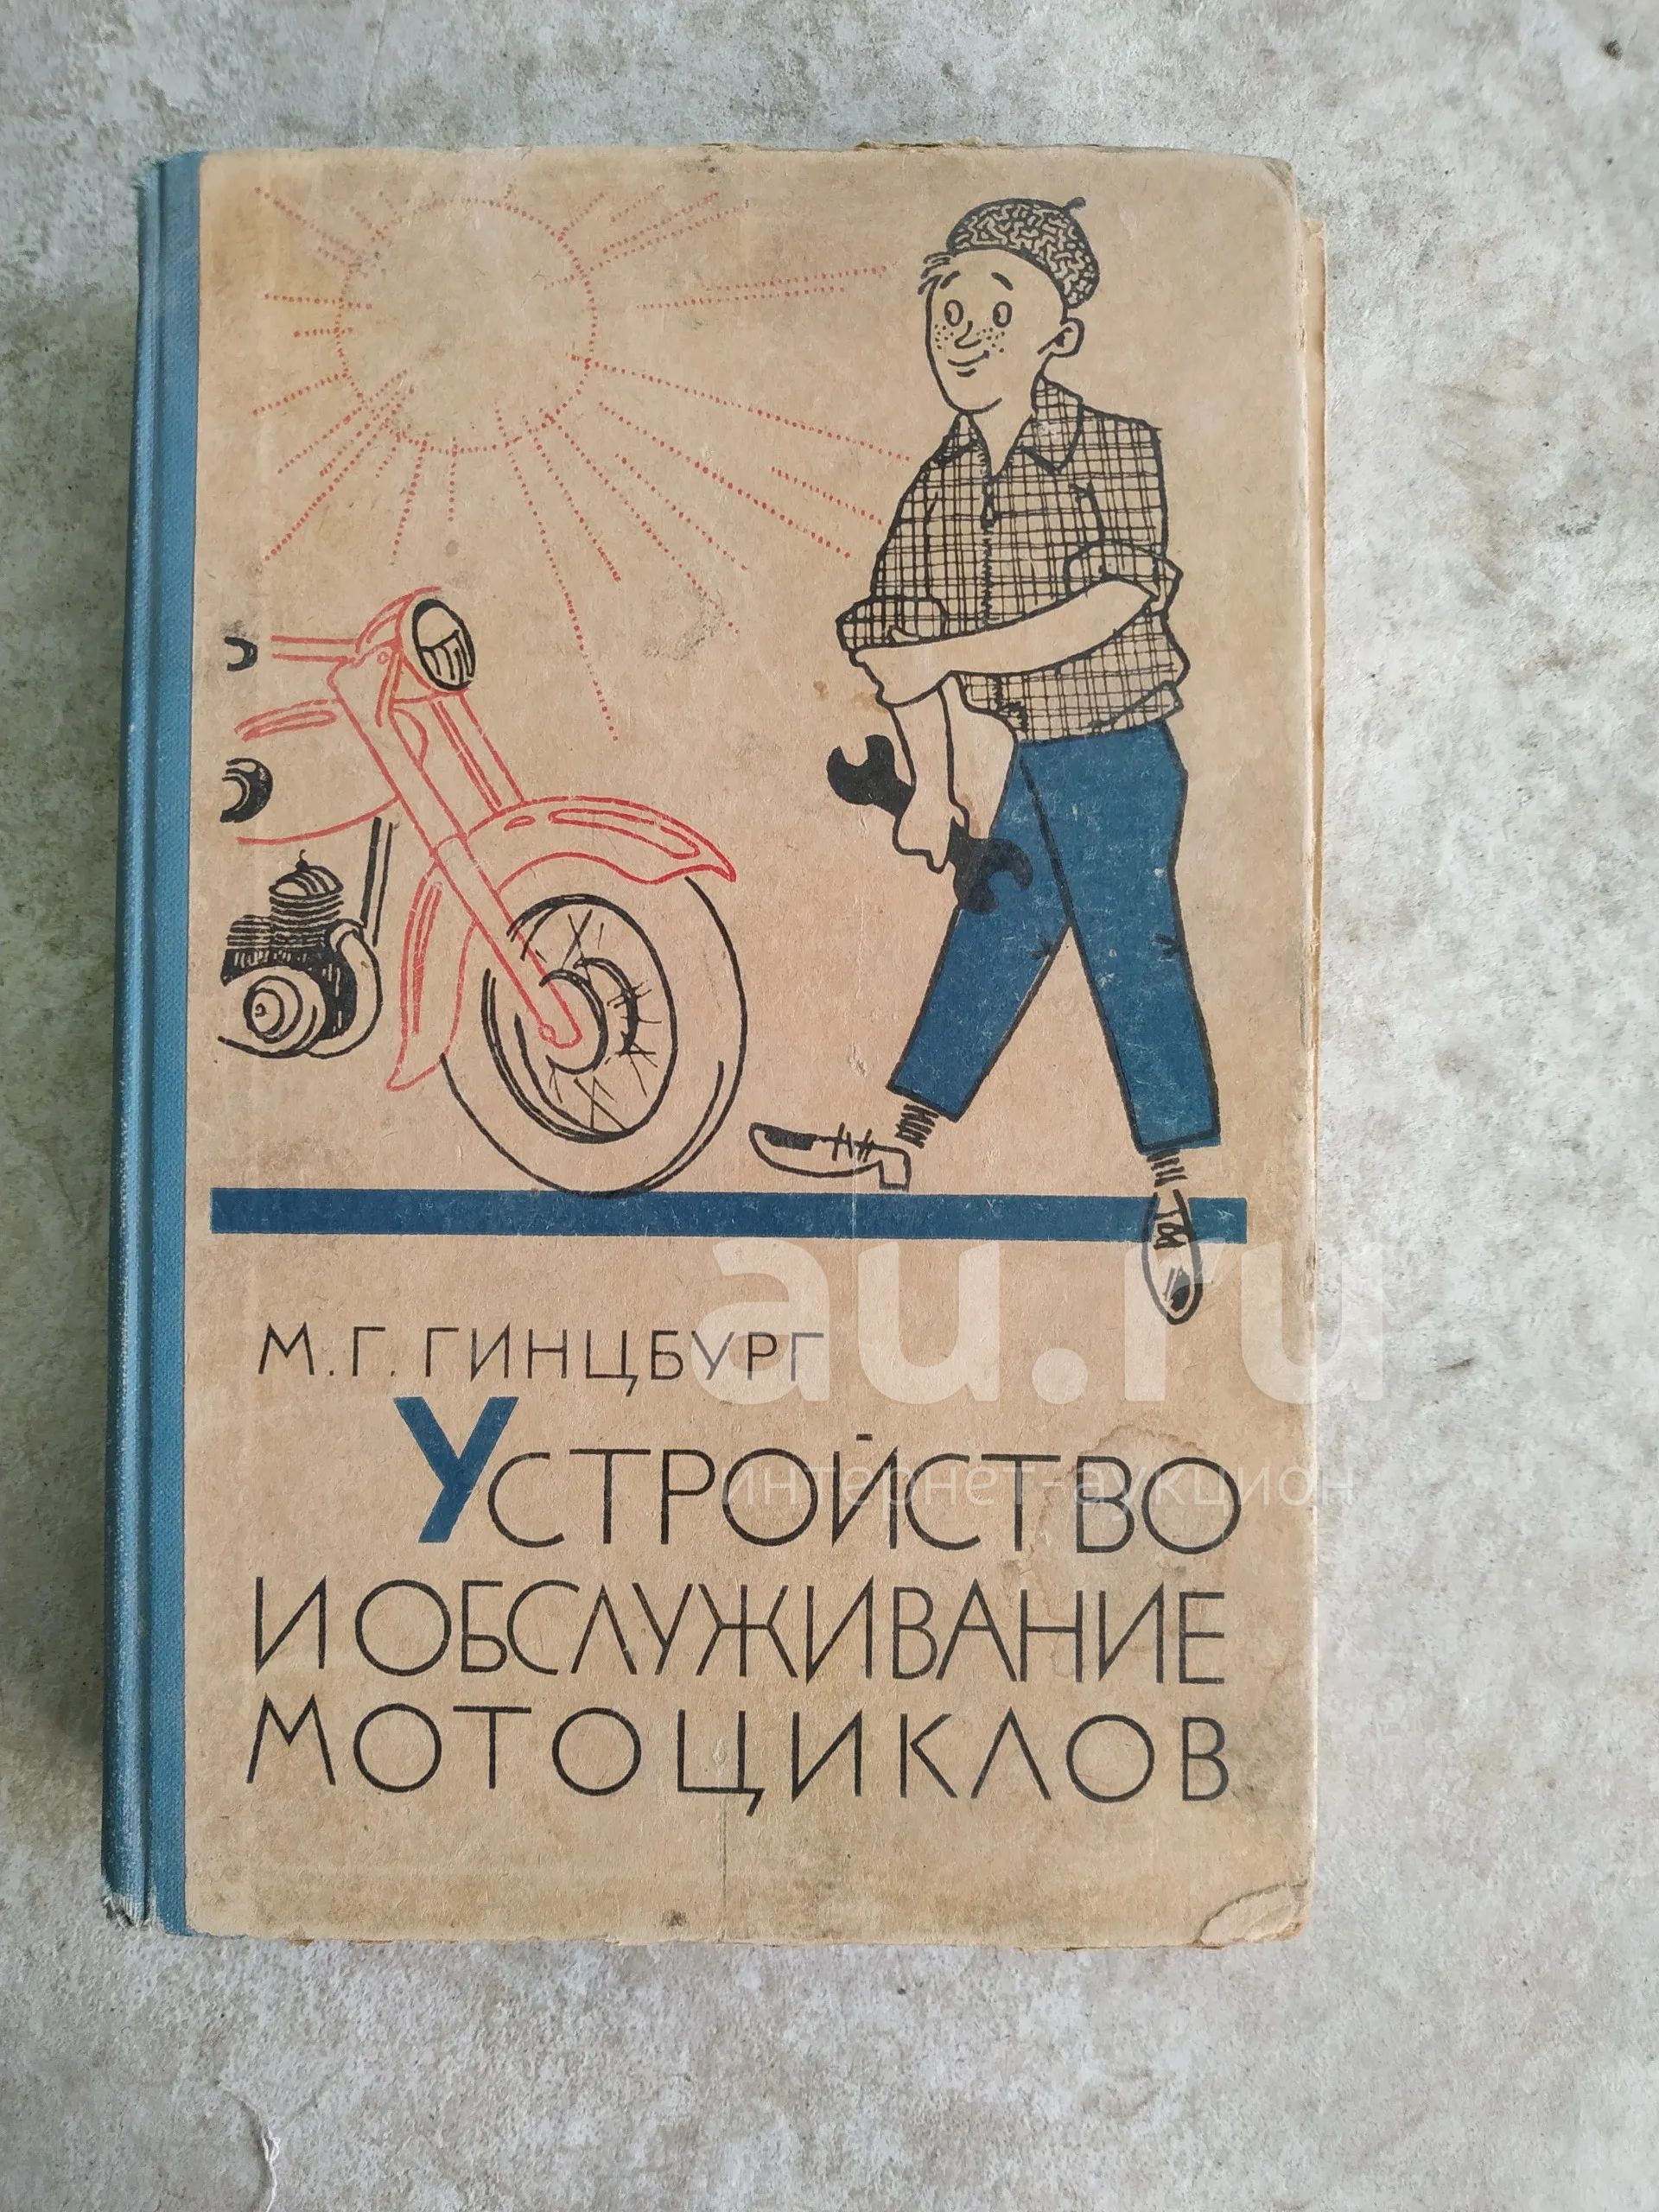 М.Г. ГИНЦБУРГ
УСТРОЙСТВО
И ОБСЛУЖИВАНИЕ
МОТОЦИКЛОВ
au.ru
интернет-аукцион